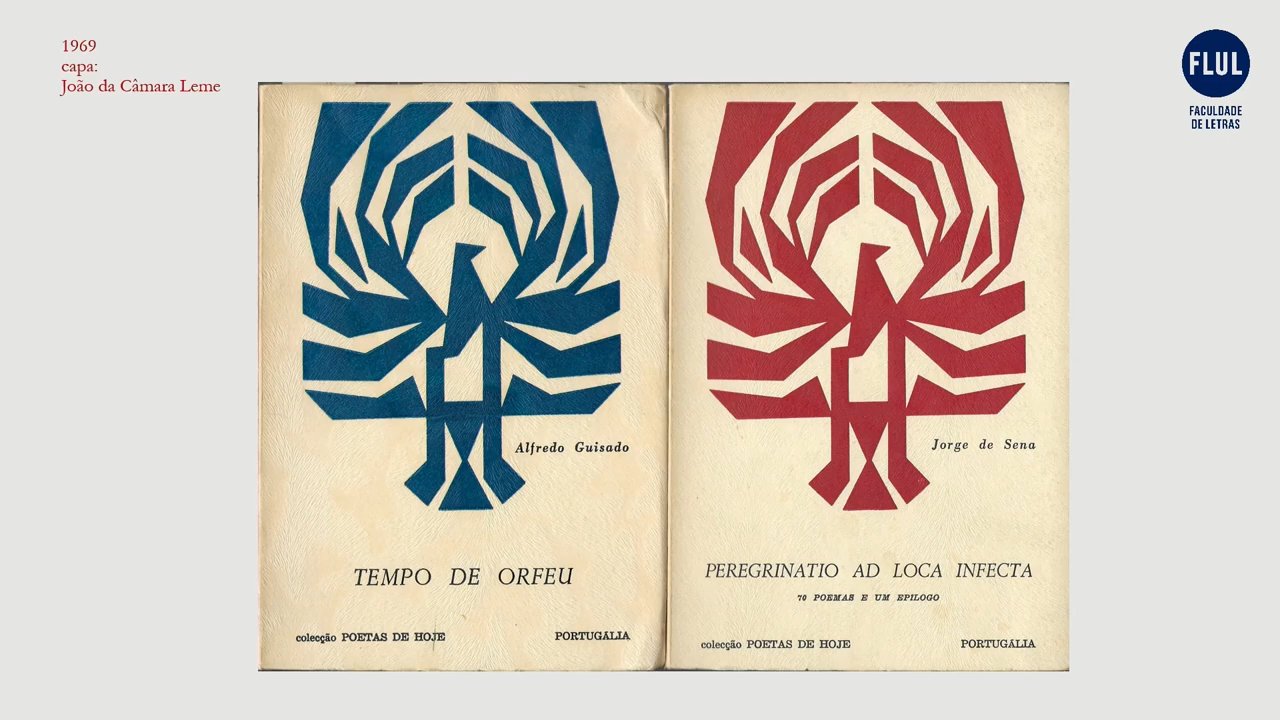 1969
capa:
João da Câmara Leme
FLUL
FACULDADE
DE LETRAS
Alfredo Guisado
TEMPO DE ORFEU
colecção POETAS DE HOJE
PORTUGÁLIA
Jorge de Sena
PEREGRINATIO AD LOCA INFECTA
70 POEMAS E UM EPILOGO
colecção POETAS DE HOJE
PORTUGÁLIA